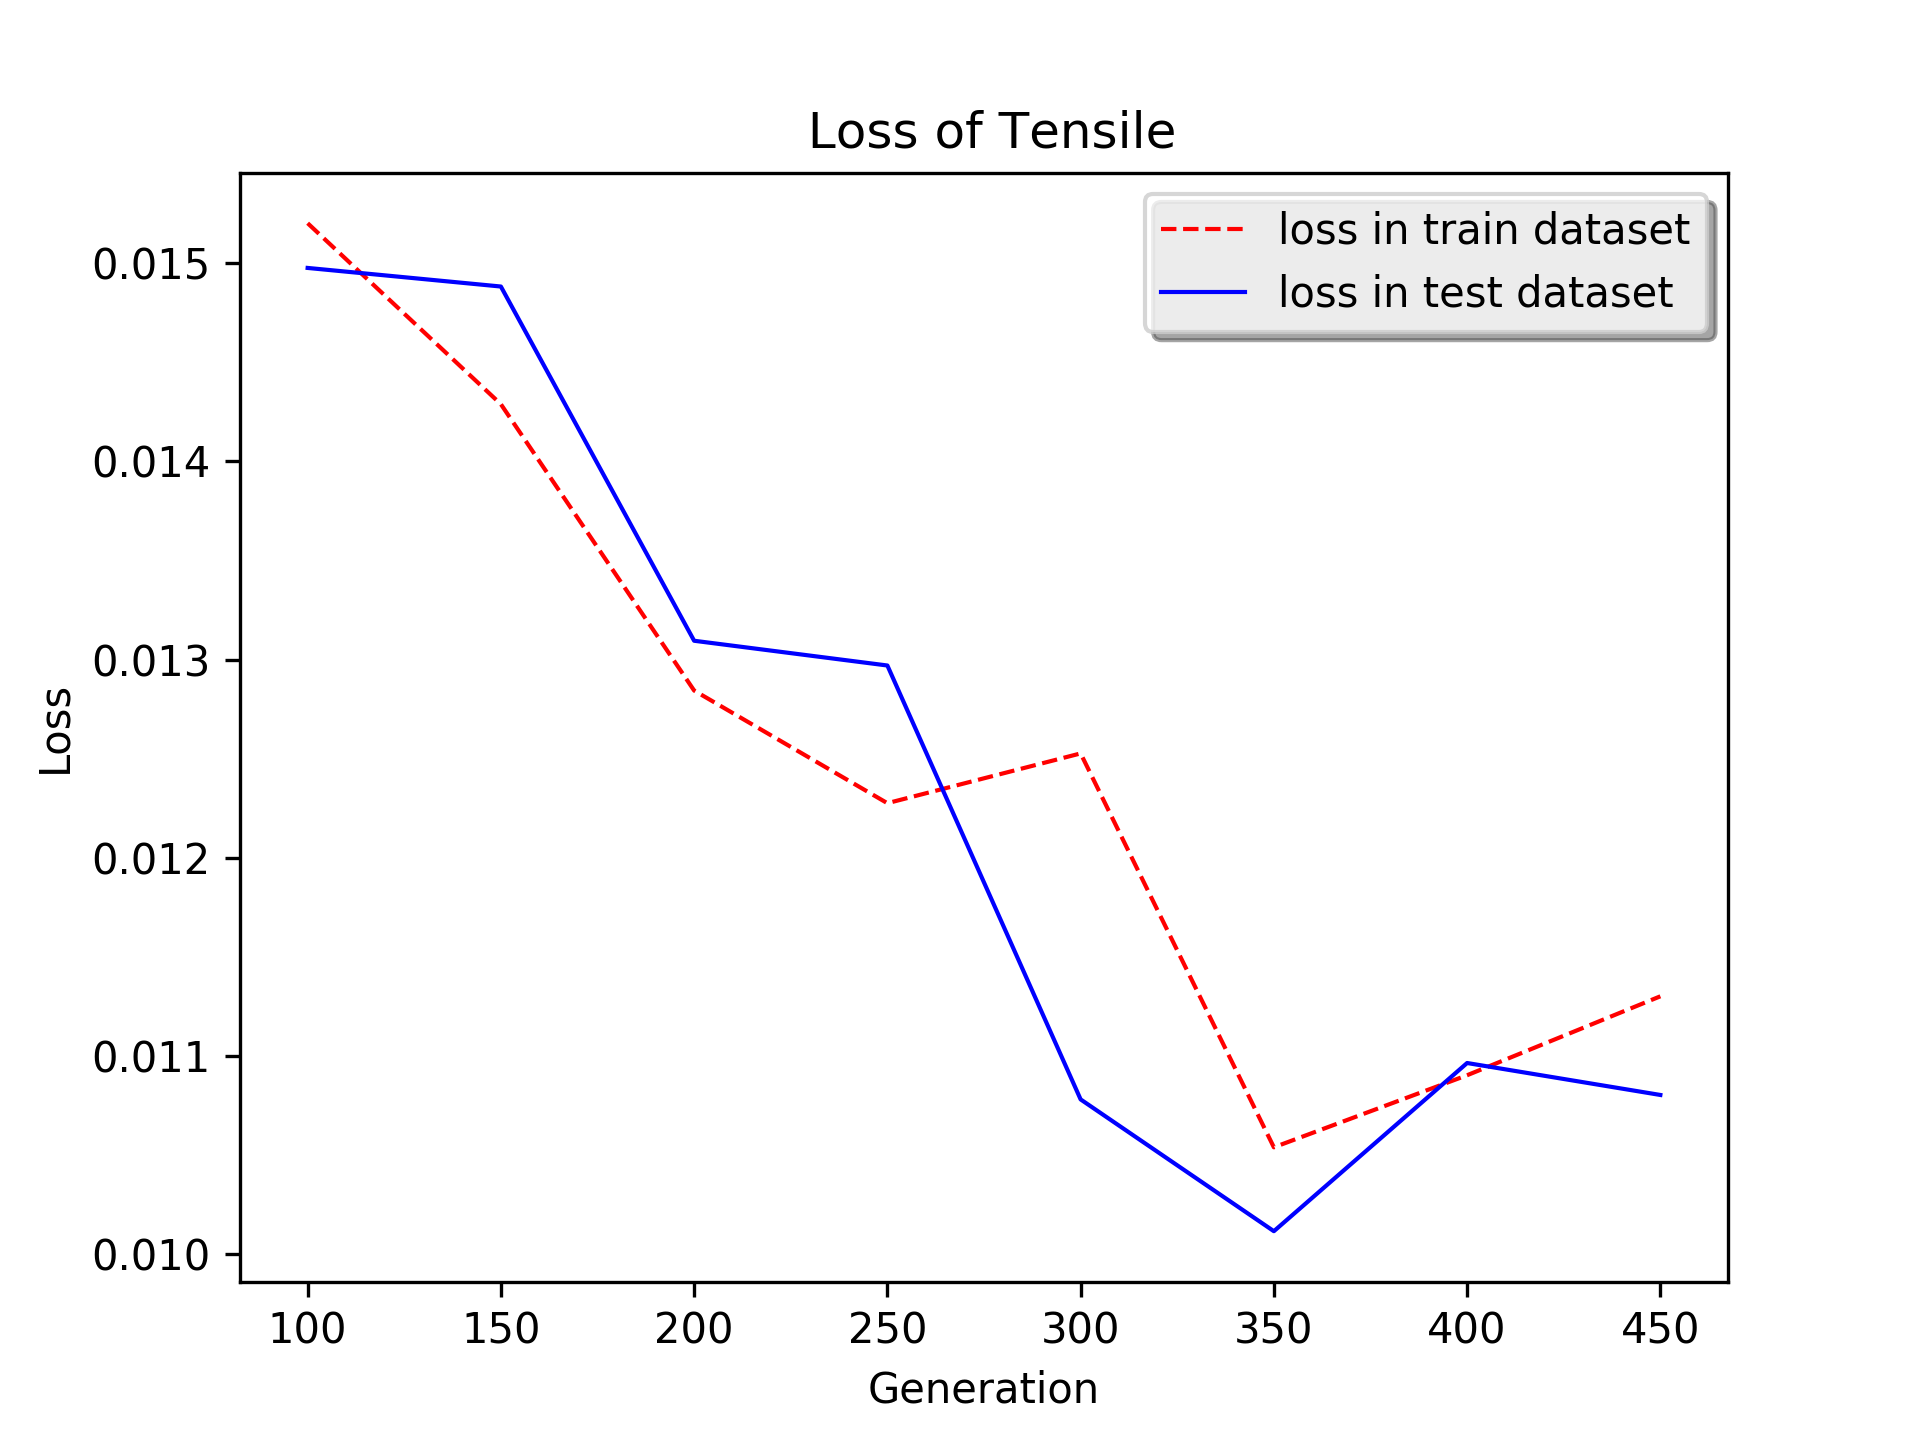 Loss of Tensile
loss in train dataset
loss in test dataset
0.015
0.014
0.013
0.012
0.011
0.010
Loss
100 150 200 250 300 350 400 450
Generation